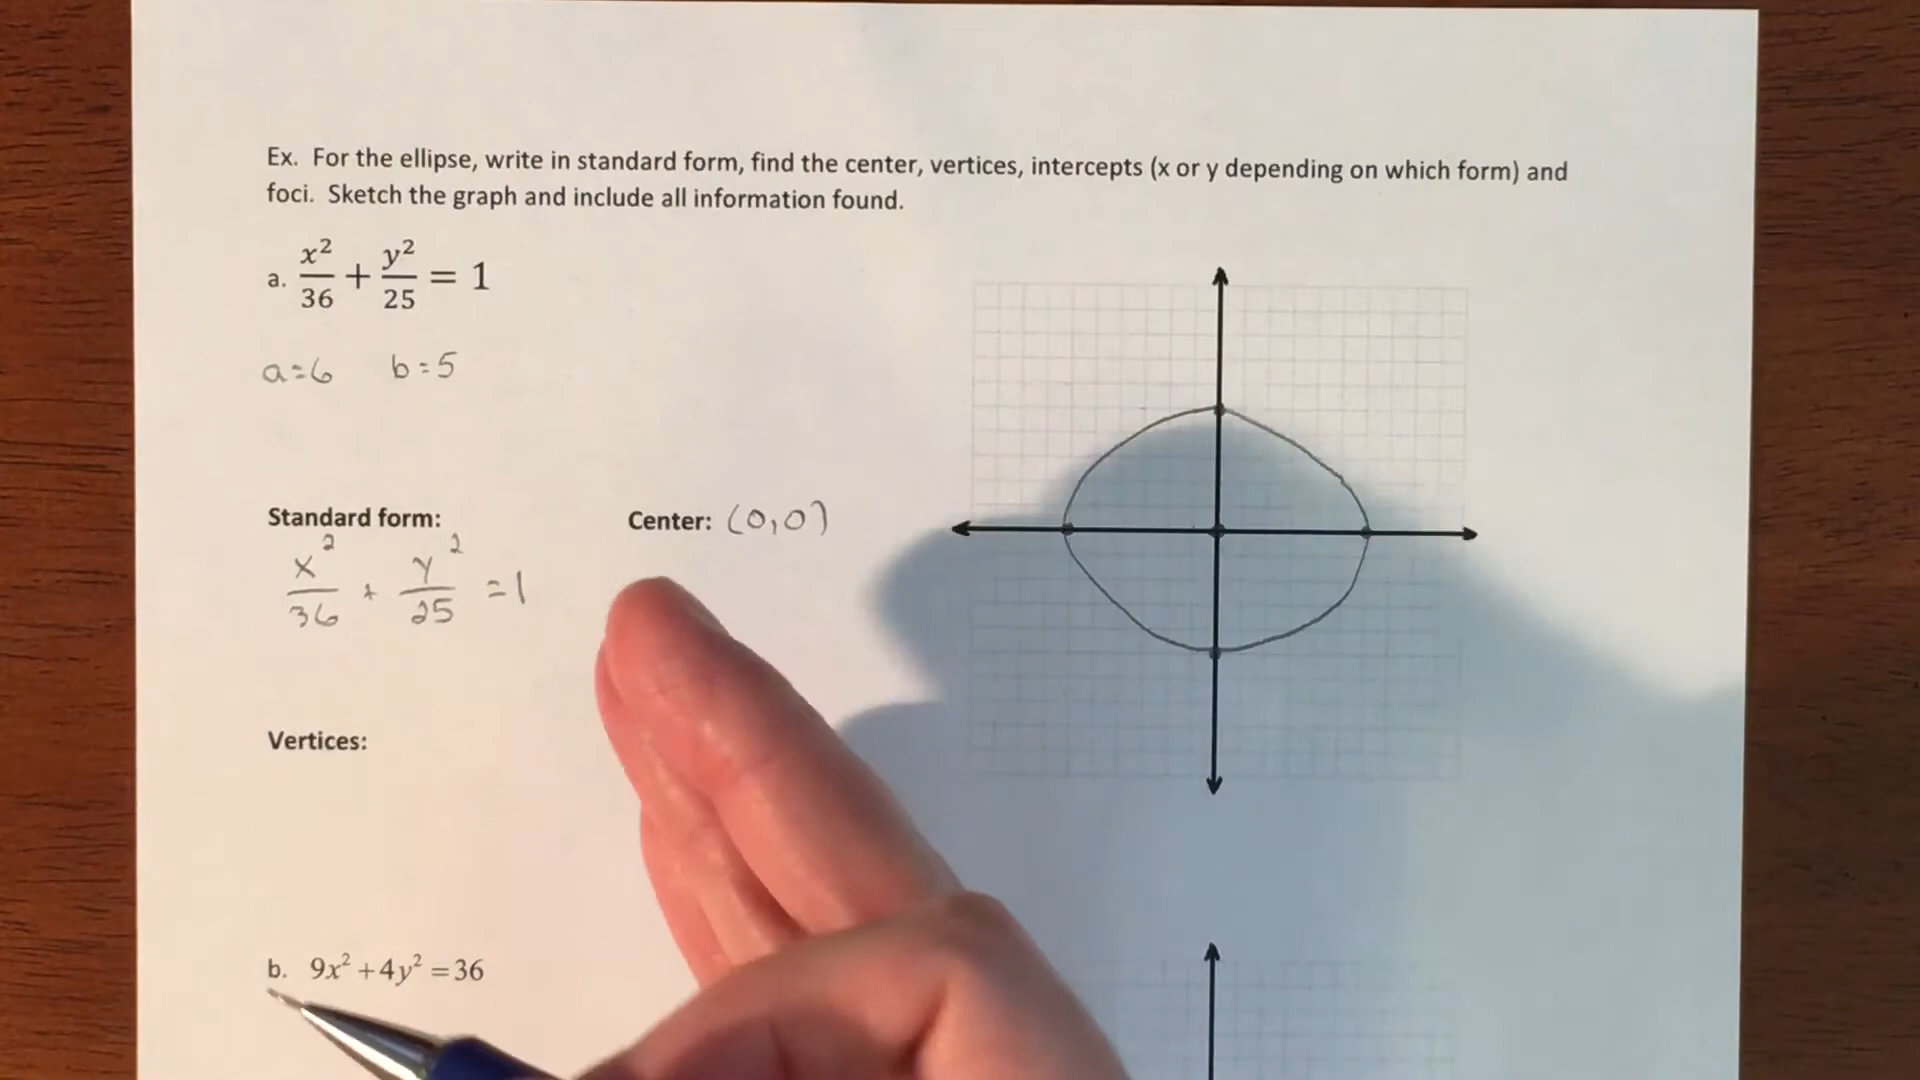 Ex. For the ellipse, write in standard form, find the center, vertices, intercepts (x or y depending on which form) and
foci. Sketch the graph and include all information found.
a. x²/36 + y²/25 = 1
a=6 b=5
Standard form: Center: (0,0)
x²/36 + y²/25 =1
Vertices:
b. 9x² +4y² =36